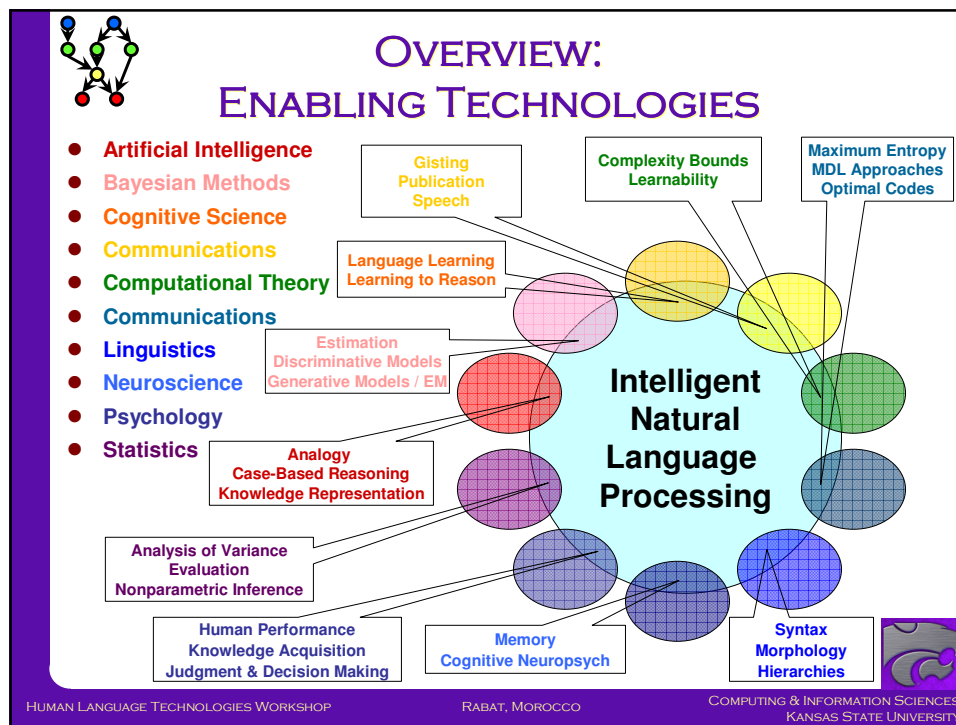 OVERVIEW:
ENABLING TECHNOLOGIES
Artificial Intelligence
Bayesian Methods
Cognitive Science
Communications
Computational Theory
Communications
Linguistics
Neuroscience
Psychology
Statistics
Gisting
Publication
Speech
Complexity Bounds
Learnability
Maximum Entropy
MDL Approaches
Optimal Codes
Language Learning
Learning to Reason
Estimation
Discriminative Models
Generative Models / EM
Intelligent
Natural
Language
Processing
Analogy
Case-Based Reasoning
Knowledge Representation
Analysis of Variance
Evaluation
Nonparametric Inference
Human Performance
Knowledge Acquisition
Judgment & Decision Making
Memory
Cognitive Neuropsych
Syntax
Morphology
Hierarchies
HUMAN LANGUAGE TECHNOLOGIES WORKSHOP
RABAT, MOROCCO
COMPUTING & INFORMATION SCIENCES
KANSAS STATE UNIVERSITY